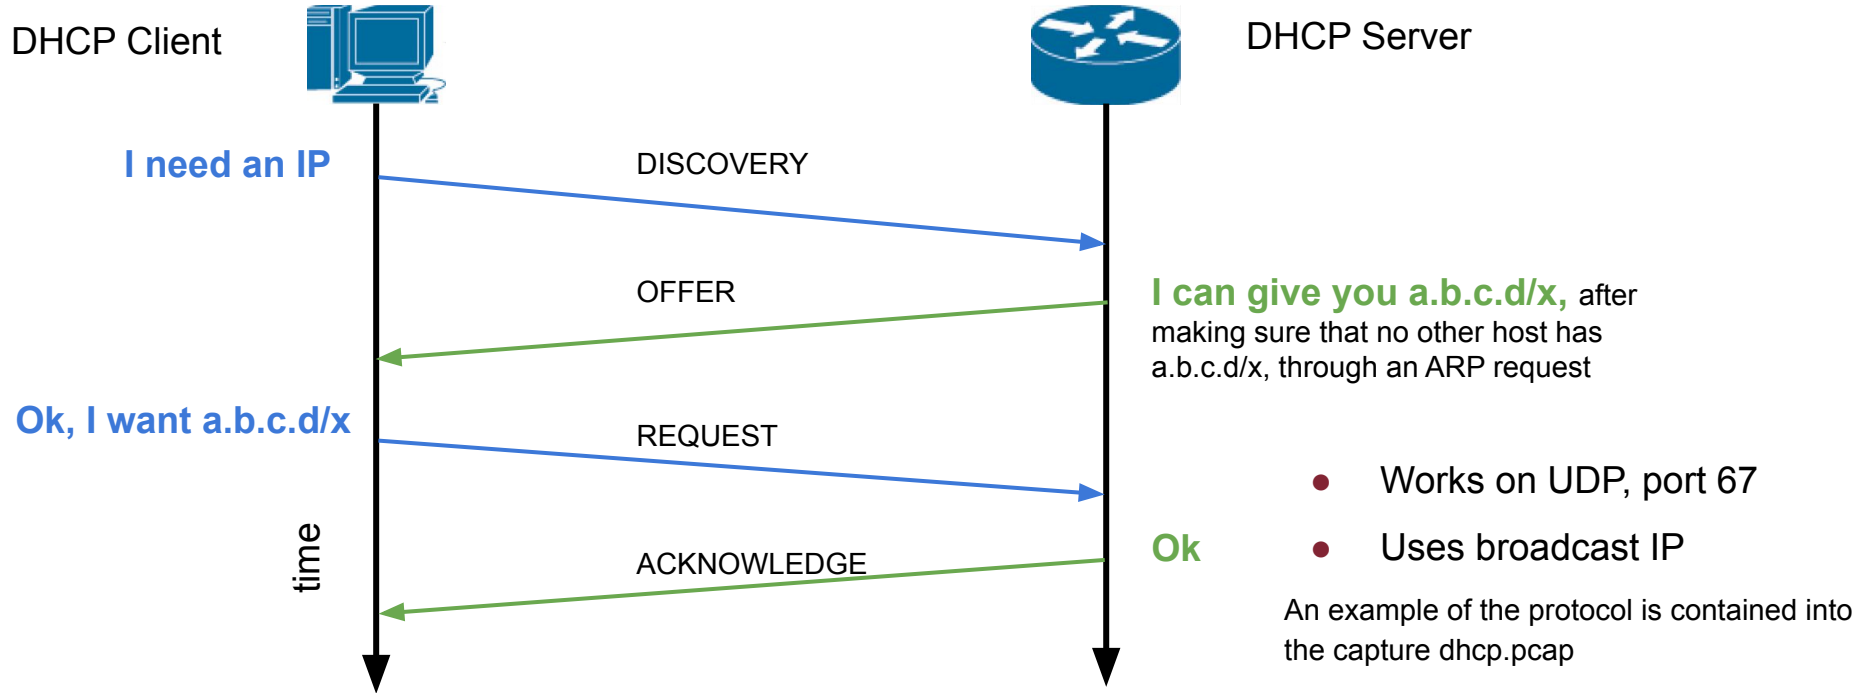 DHCP Client
DHCP Server
I need an IP
DISCOVERY
OFFER
I can give you a.b.c.d/x, after
making sure that no other host has
a.b.c.d/x, through an ARP request
Ok, I want a.b.c.d/x
REQUEST
● Works on UDP, port 67
time
ACKNOWLEDGE
Ok
● Uses broadcast IP
An example of the protocol is contained into
the capture dhcp.pcap